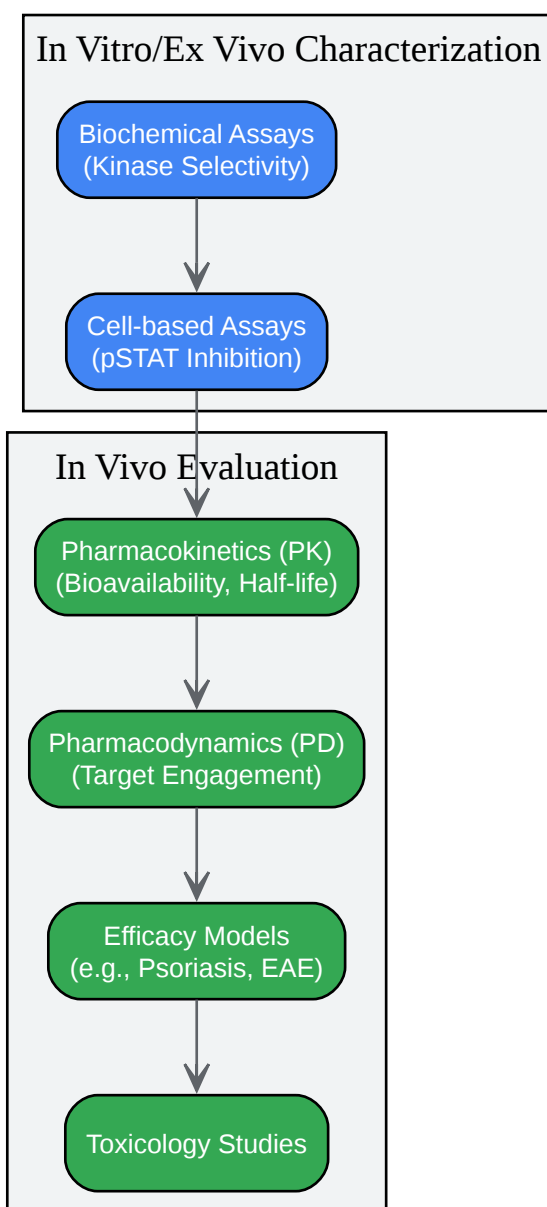 In Vitro/Ex Vivo Characterization
Biochemical Assays
(Kinase Selectivity)
Cell-based Assays
(pSTAT Inhibition)
In Vivo Evaluation
Pharmacokinetics (PK)
(Bioavailability, Half-life)
Pharmacodynamics (PD)
(Target Engagement)
Efficacy Models
(e.g., Psoriasis, EAE)
Toxicology Studies